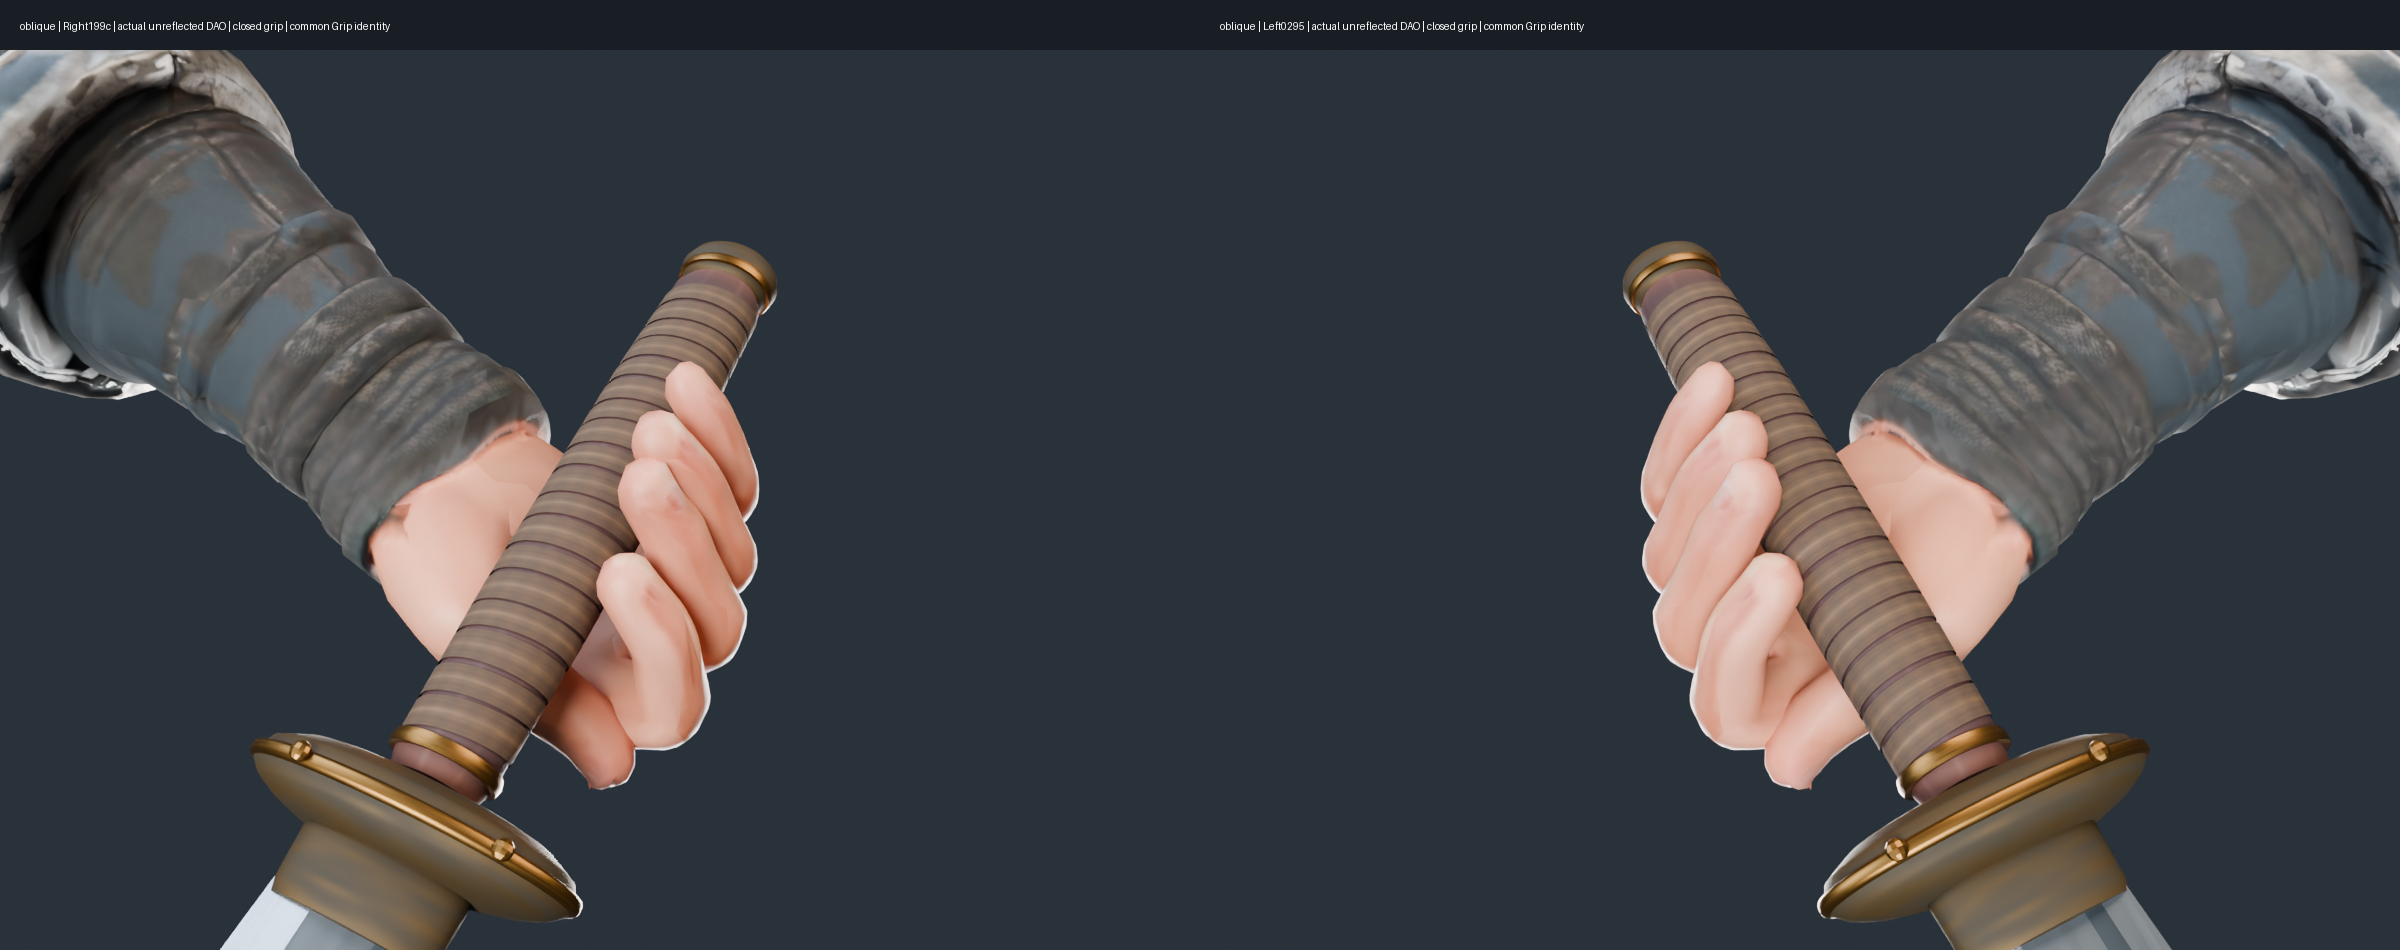 oblique | Right199c | actual unreflected DAO | closed grip | common Grip identity
oblique | Left0295 | actual unreflected DAO | closed grip | common Grip identity